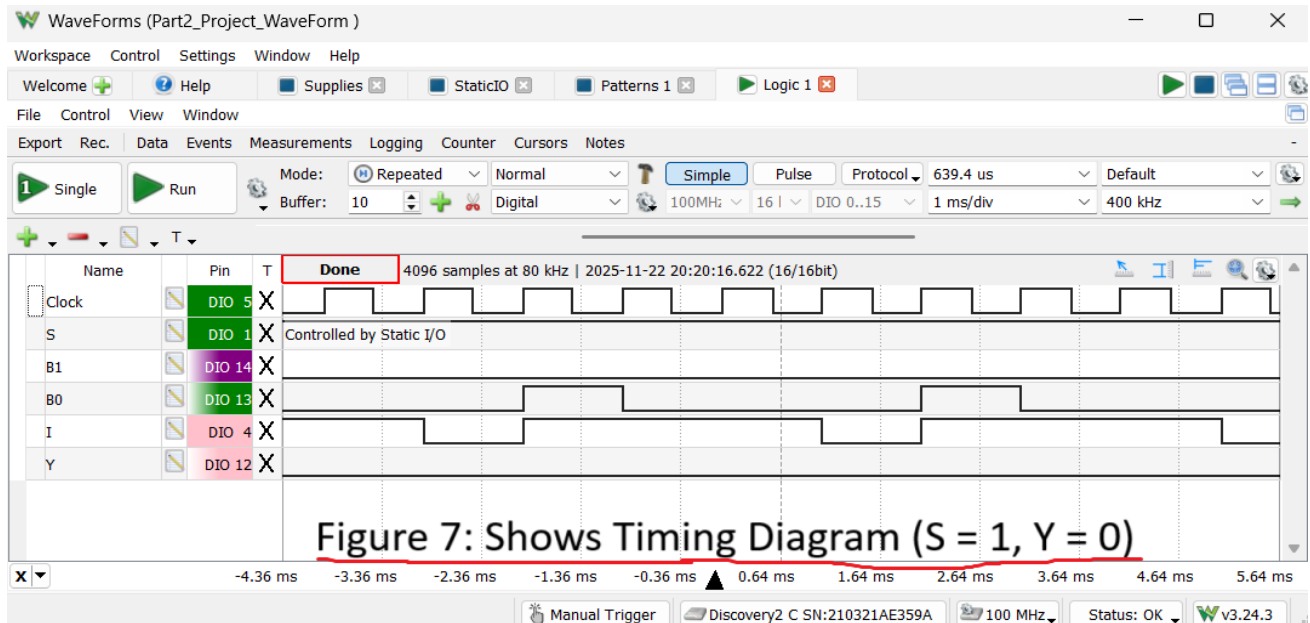 WaveForms (Part2_Project_WaveForm )
Workspace Control Settings Window Help
Welcome Help Supplies StaticIO Patterns 1 Logic 1
File Control View Window
Export Rec. Data Events Measurements Logging Counter Cursors Notes -
1 Single Run Mode: Repeated Normal Simple Pulse Protocol 639.4 us Default
Buffer: 10 Digital 100MHz 16 I DIO 0..15 1 ms/div 400 kHz
T
Name Pin T Done 4096 samples at 80 kHz | 2025-11-22 20:20:16.622 (16/16bit)
Clock DIO 5 X
S DIO 1 X Controlled by Static I/O
B1 DIO 14 X
B0 DIO 13 X
I DIO 4 X
Y DIO 12 X
Figure 7: Shows Timing Diagram (S = 1, Y = 0)
X -4.36 ms -3.36 ms -2.36 ms -1.36 ms -0.36 ms 0.64 ms 1.64 ms 2.64 ms 3.64 ms 4.64 ms 5.64 ms
Manual Trigger Discovery2 C SN:210321AE359A 100 MHz Status: OK v3.24.3